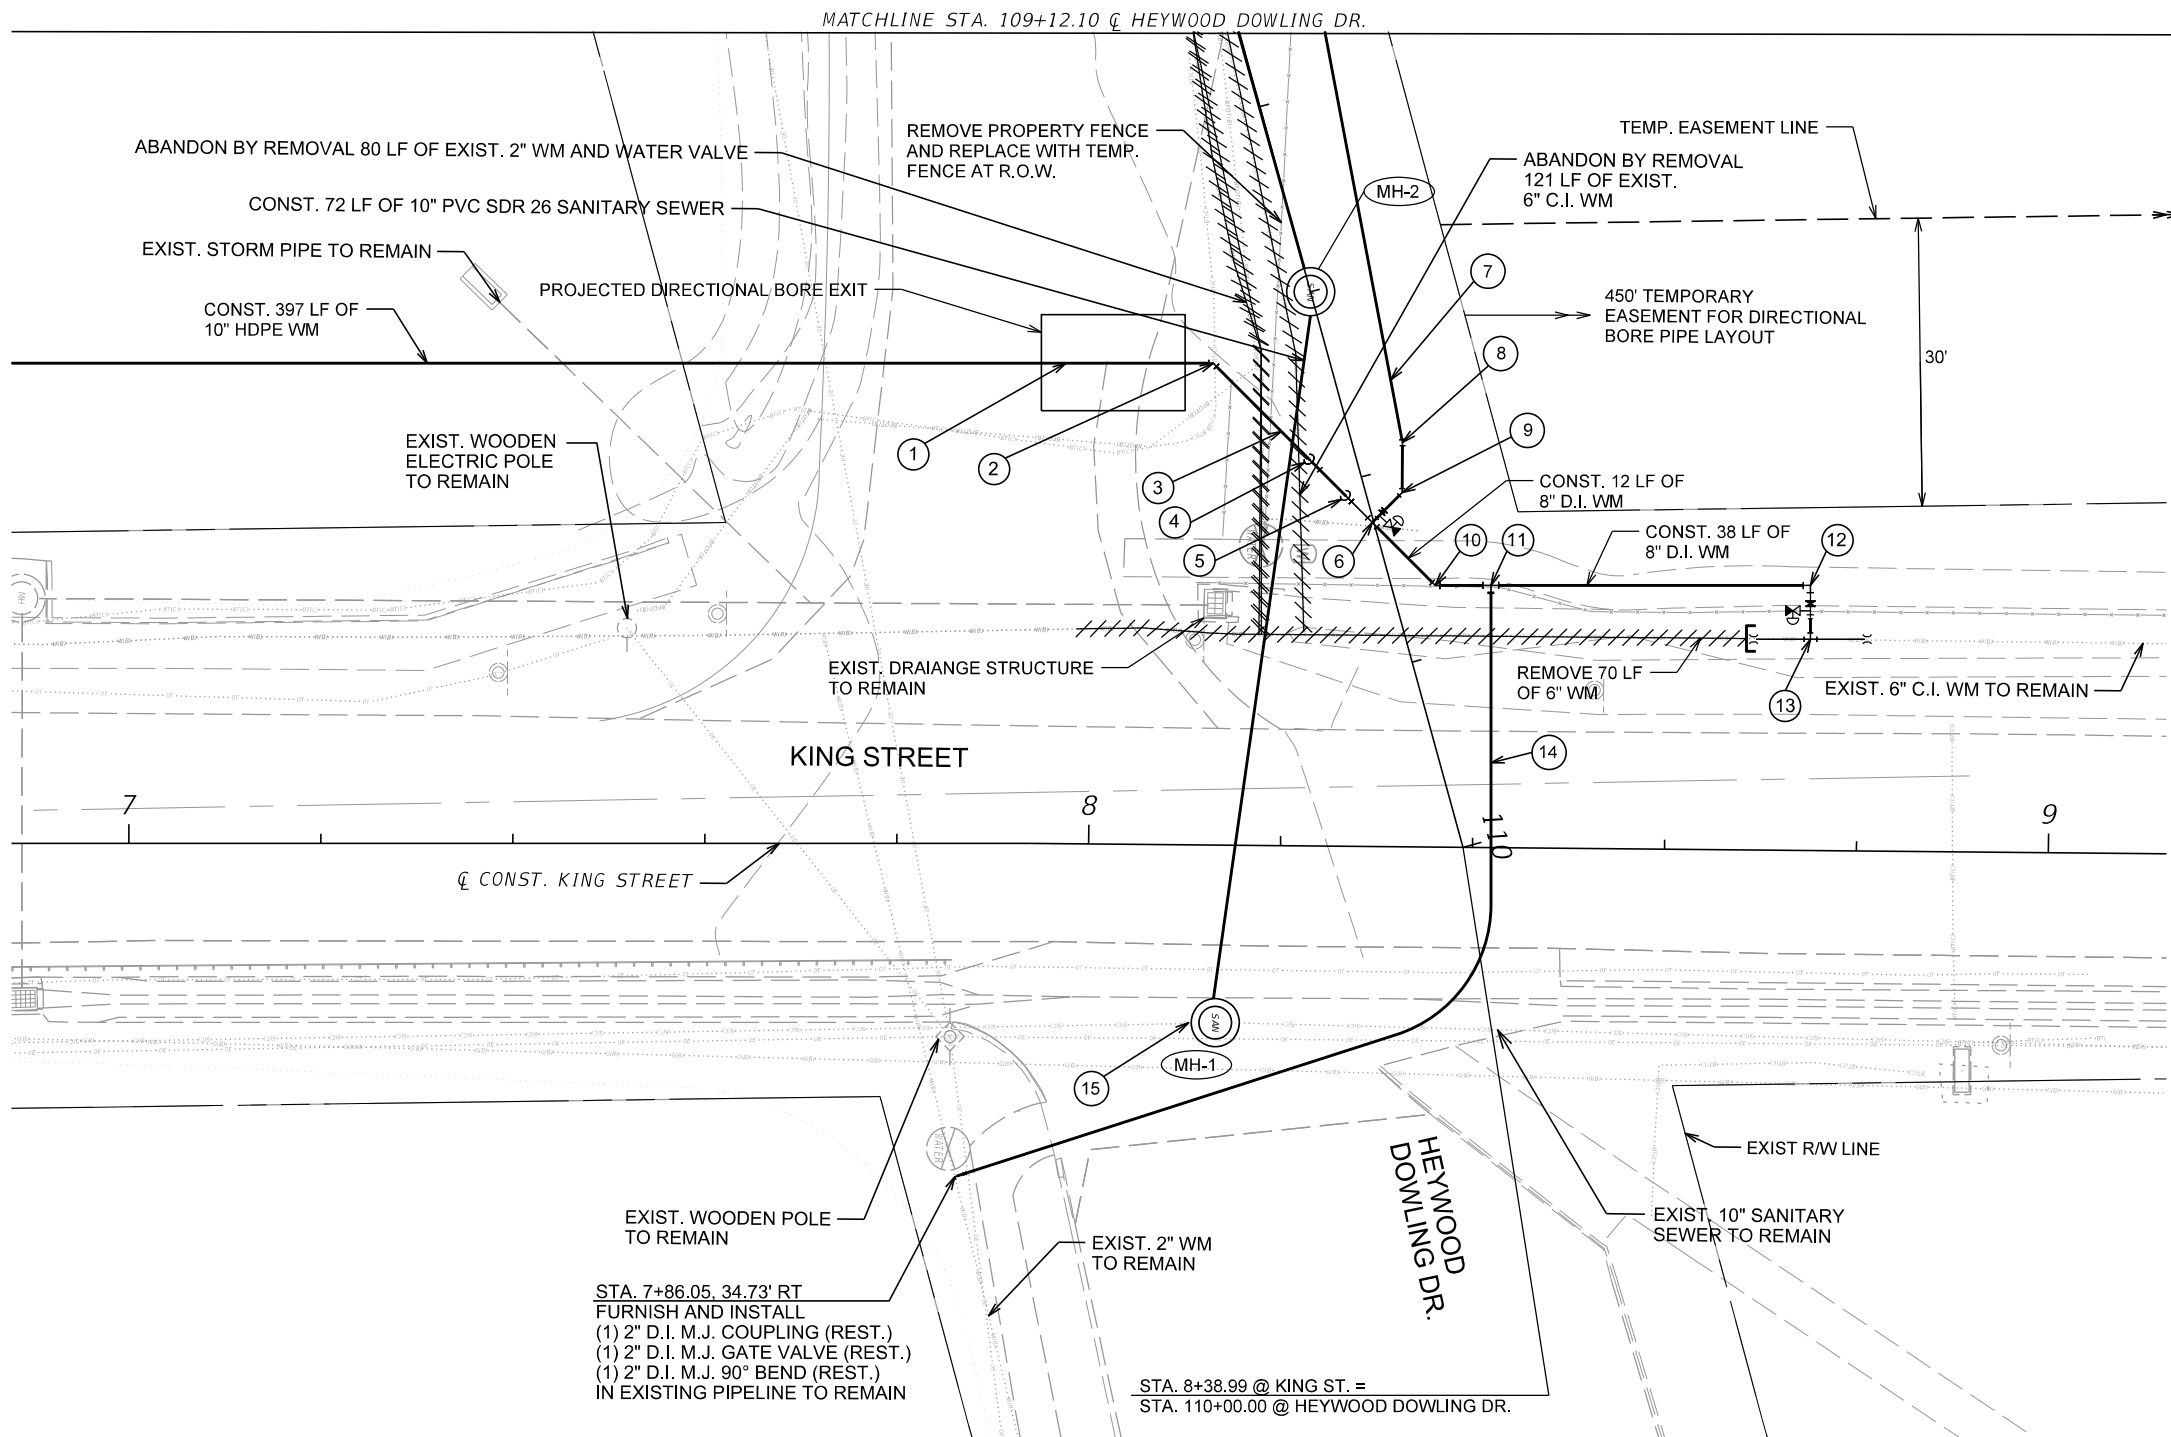 MATCHLINE STA. 109+12.10 ℄ HEYWOOD DOWLING DR.
ABANDON BY REMOVAL 80 LF OF EXIST. 2" WM AND WATER VALVE
CONST. 72 LF OF 10" PVC SDR 26 SANITARY SEWER
EXIST. STORM PIPE TO REMAIN
PROJECTED DIRECTIONAL BORE EXIT
CONST. 397 LF OF
10" HDPE WM
REMOVE PROPERTY FENCE
AND REPLACE WITH TEMP.
FENCE AT R.O.W.
MH-2
TEMP. EASEMENT LINE
ABANDON BY REMOVAL
121 LF OF EXIST.
6" C.I. WM
450' TEMPORARY
EASEMENT FOR DIRECTIONAL
BORE PIPE LAYOUT
30'
SAN
7
8
9
EXIST. WOODEN
ELECTRIC POLE
TO REMAIN
1
2
3
4
5
6
CONST. 12 LF OF
8" D.I. WM
10
11
CONST. 38 LF OF
8" D.I. WM
12
MH
EXIST. DRAIANGE STRUCTURE
TO REMAIN
REMOVE 70 LF
OF 6" WM
13
EXIST. 6" C.I. WM TO REMAIN
14
KING STREET
7
8
9
110
℄ CONST. KING STREET
SAN
MH-1
15
WATER
HEYWOOD
DOWLING DR.
EXIST R/W LINE
EXIST. 10" SANITARY
SEWER TO REMAIN
EXIST. WOODEN POLE
TO REMAIN
EXIST. 2" WM
TO REMAIN
STA. 7+86.05, 34.73' RT
FURNISH AND INSTALL
(1) 2" D.I. M.J. COUPLING (REST.)
(1) 2" D.I. M.J. GATE VALVE (REST.)
(1) 2" D.I. M.J. 90° BEND (REST.)
IN EXISTING PIPELINE TO REMAIN
STA. 8+38.99 @ KING ST. =
STA. 110+00.00 @ HEYWOOD DOWLING DR.